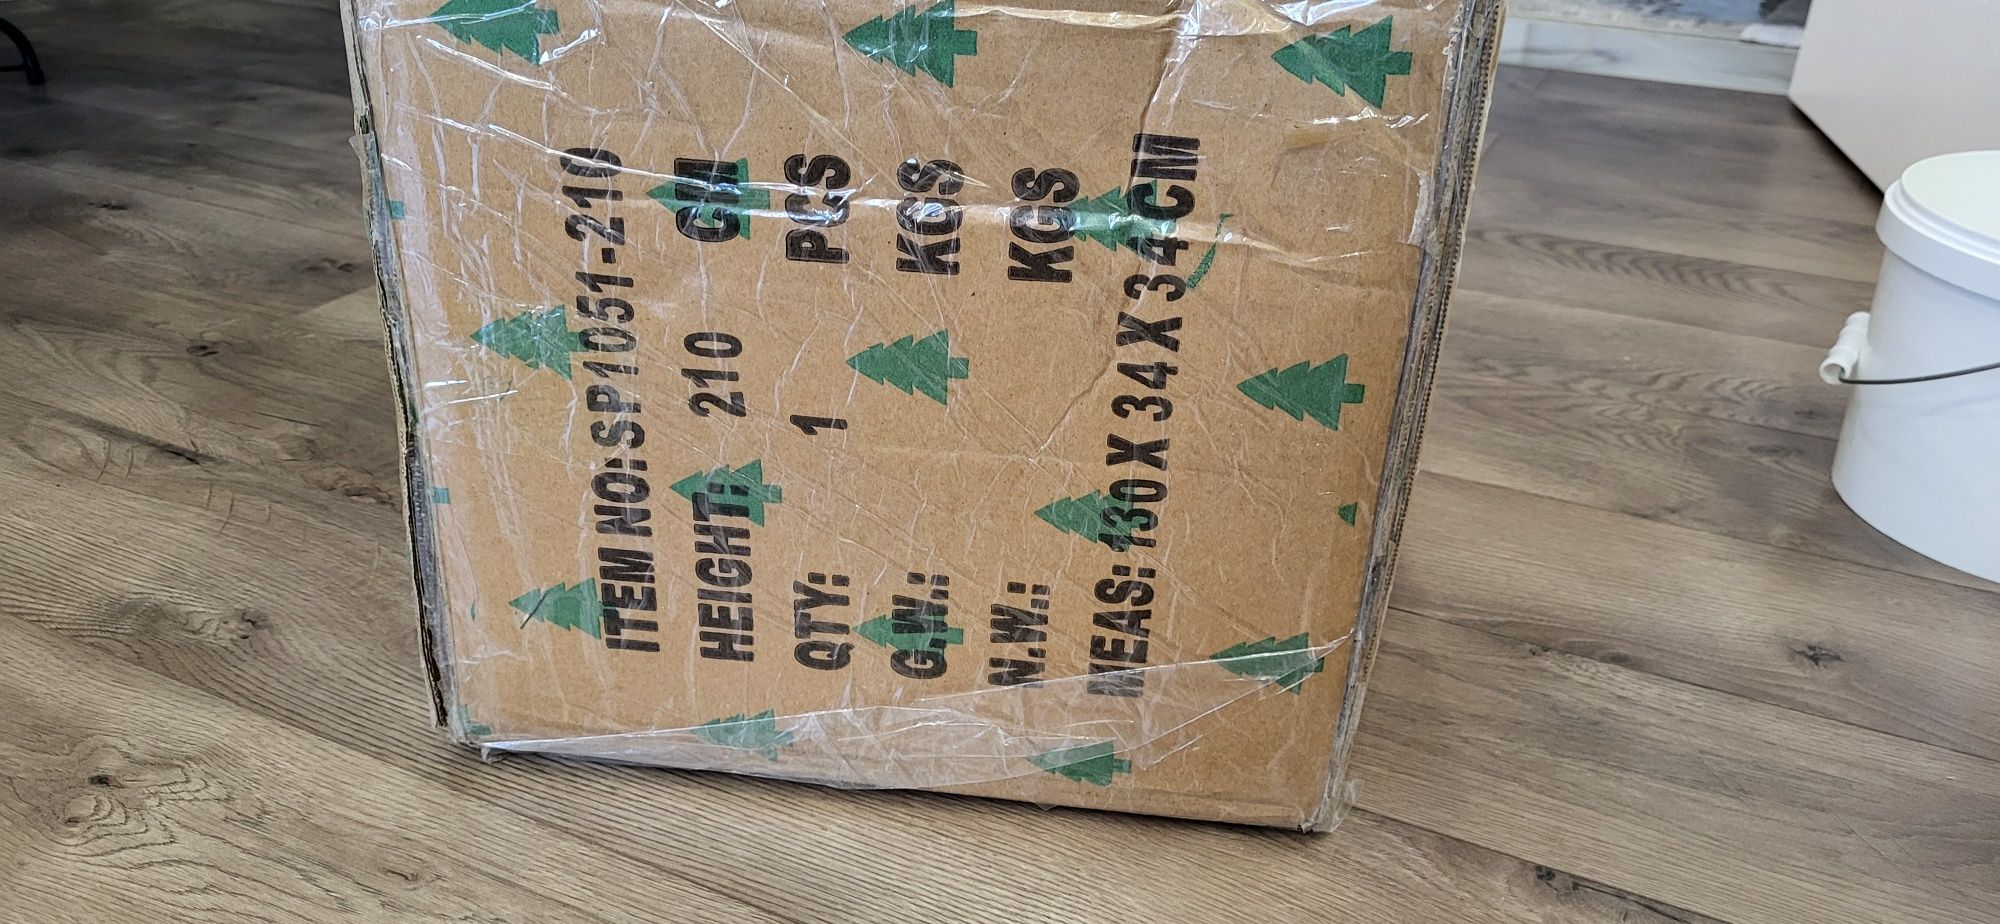 ITEM NO:SP1051-210
HEIGHT: 210 CM
QTY: 1 PCS
G.W.: KGS
N.W.: KGS
MEAS: 130 X 34 X 34 CM